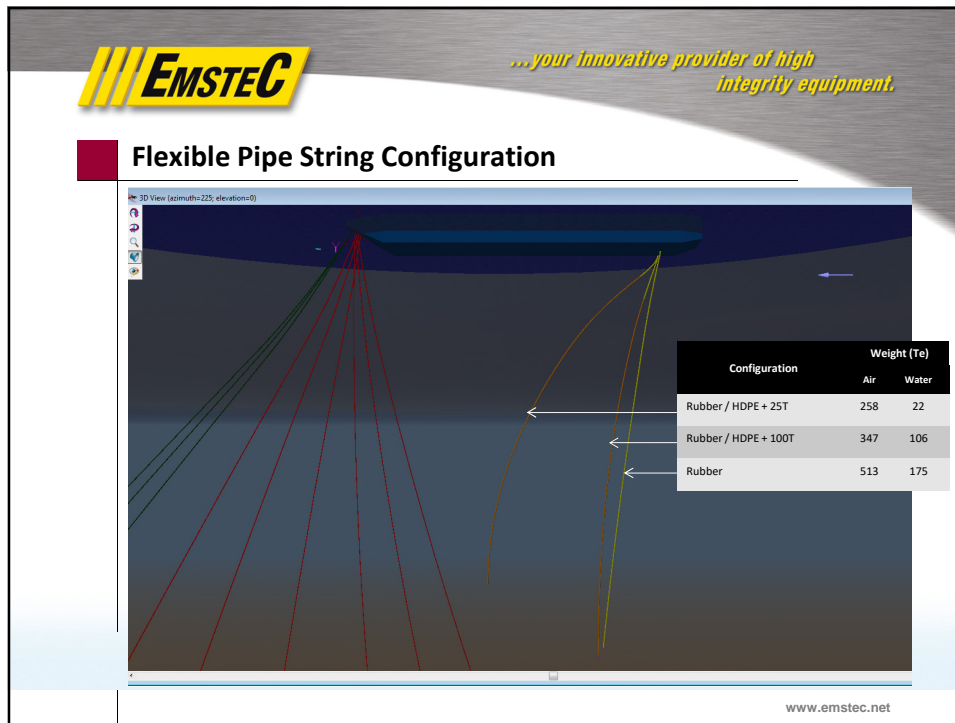 EMSTEC
...your innovative provider of high
integrity equipment.
Flexible Pipe String Configuration
3D View (azimuth=225; elevation=0)
Y
Configuration
Weight (Te)
Air
Water
Rubber / HDPE + 25T 258 22
Rubber / HDPE + 100T 347 106
Rubber 513 175
www.emstec.net